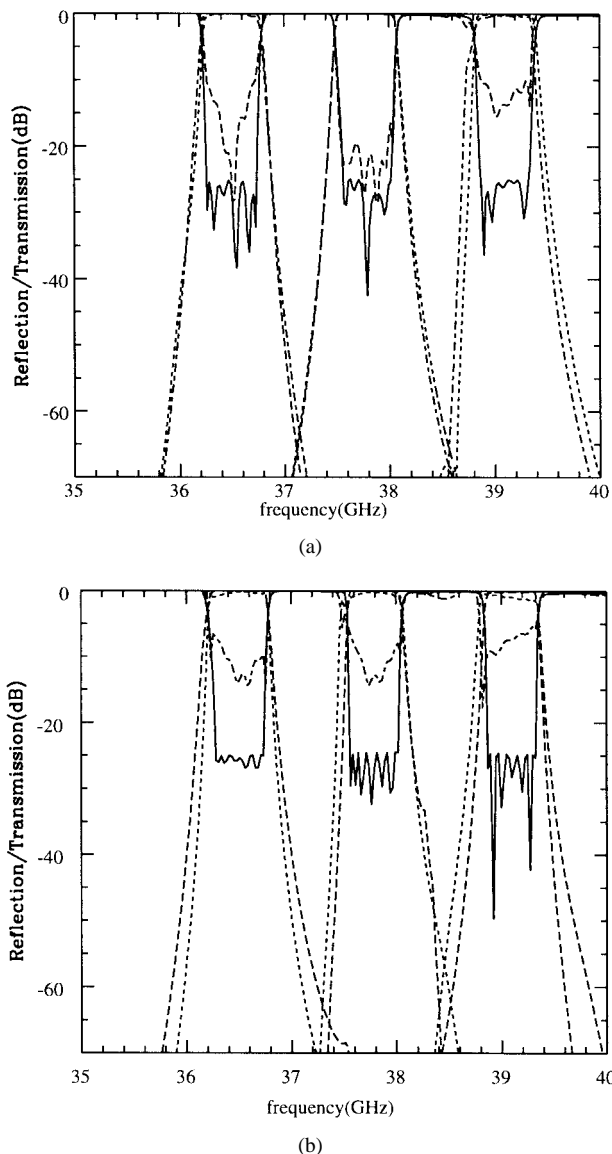 0
-20
-40
-60
Reflection/Transmission(dB)
35 36 37 38 39 40
frequency(GHz)
(a)
0
-20
-40
-60
Reflection/Transmission(dB)
35 36 37 38 39 40
frequency(GHz)
(b)